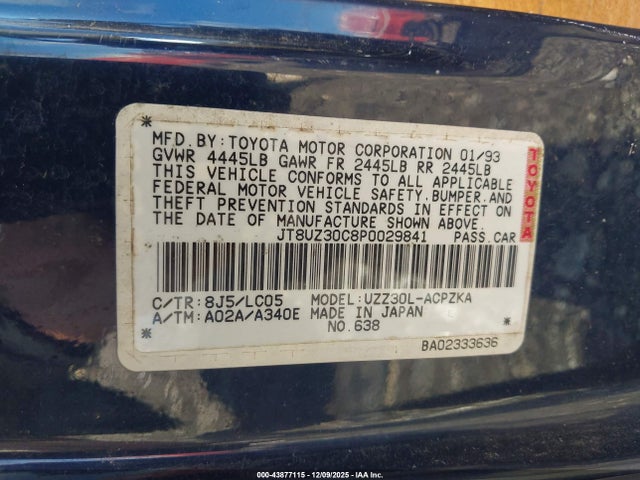 MFD.BY:TOYOTA MOTOR CORPORATION 01/93
GVWR 4445LB GAWR FR 2445LB RR 2445LB
THIS VEHICLE CONFORMS TO ALL APPLICABLE
FEDERAL MOTOR VEHICLE SAFETY,BUMPER,AND
THEFT PREVENTION STANDARDS IN EFFECT ON
THE DATE OF MANUFACTURE SHOWN ABOVE.
JT8UZ30C8P0029841 PASS.CAR
TOYOTA
C/TR:8J5/LC05 MODEL:UZZ30L-ACPZKA
A/TM:A02A/A340E MADE IN JAPAN
NO.638
BA02333636
000-43877115 - 12/09/2025 - IAA Inc.